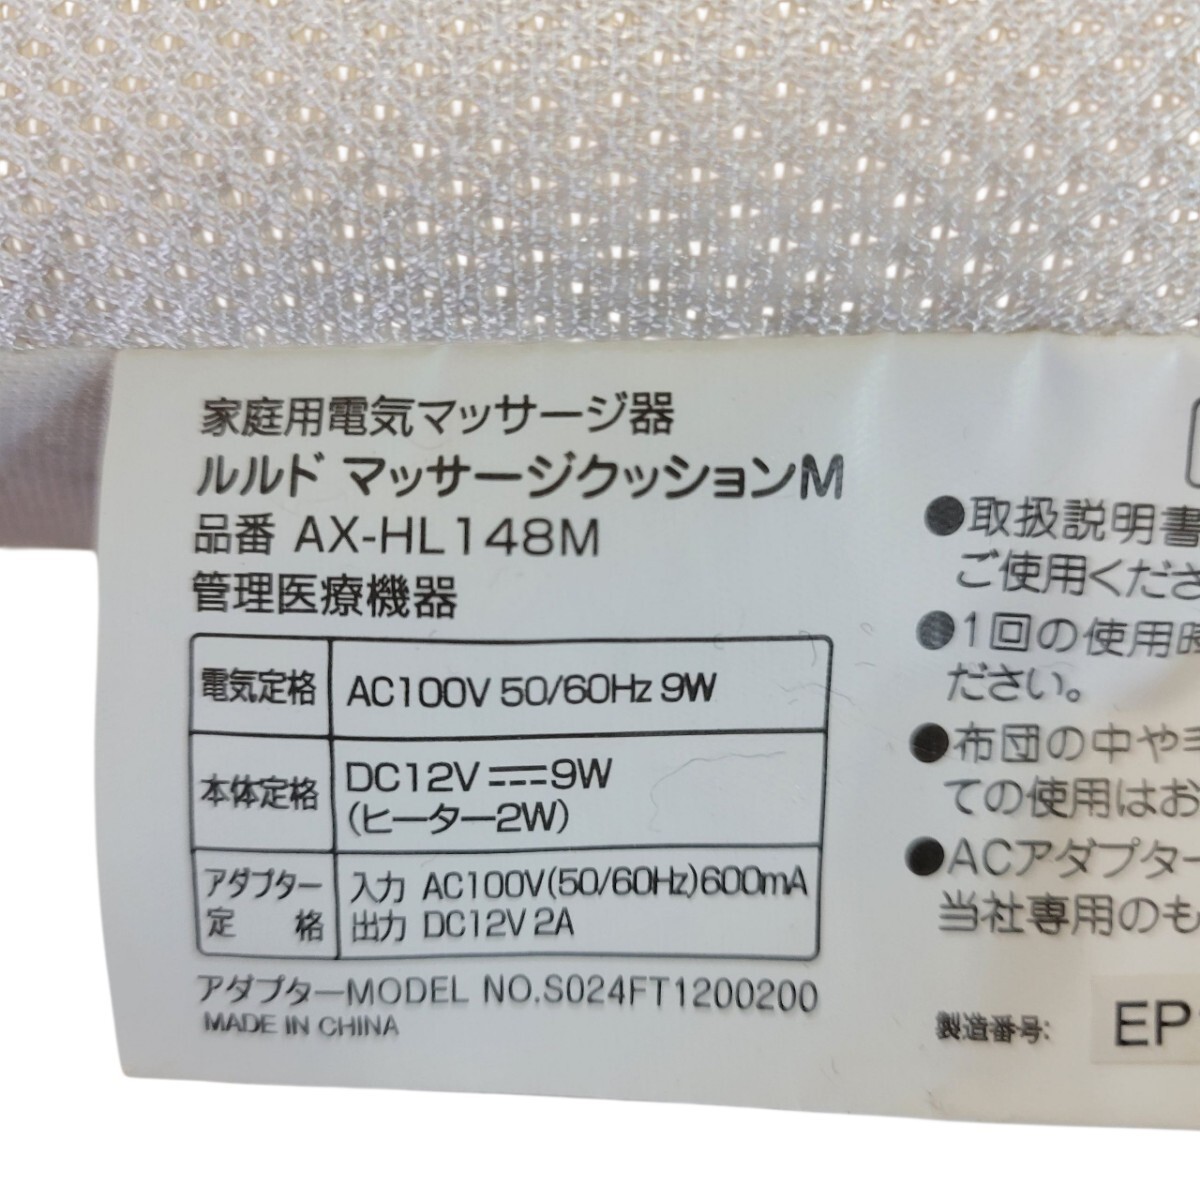 家庭用電気マッサージ器
ルルド マッサージクッションM
品番 AX-HL148M
管理医療機器
電気定格 AC100V 50/60Hz 9W
本体定格 DC12V⎓9W
(ヒーター2W)
アダプター 入力 AC100V(50/60Hz)600mA
定 格 出力 DC12V 2A
アダプターMODEL NO.S024FT1200200
MADE IN CHINA
●取扱説明書
ご使用くださ
●1回の使用時
ださい。
●布団の中や
ての使用はお
●ACアダプター
当社専用のも
製造番号: EP